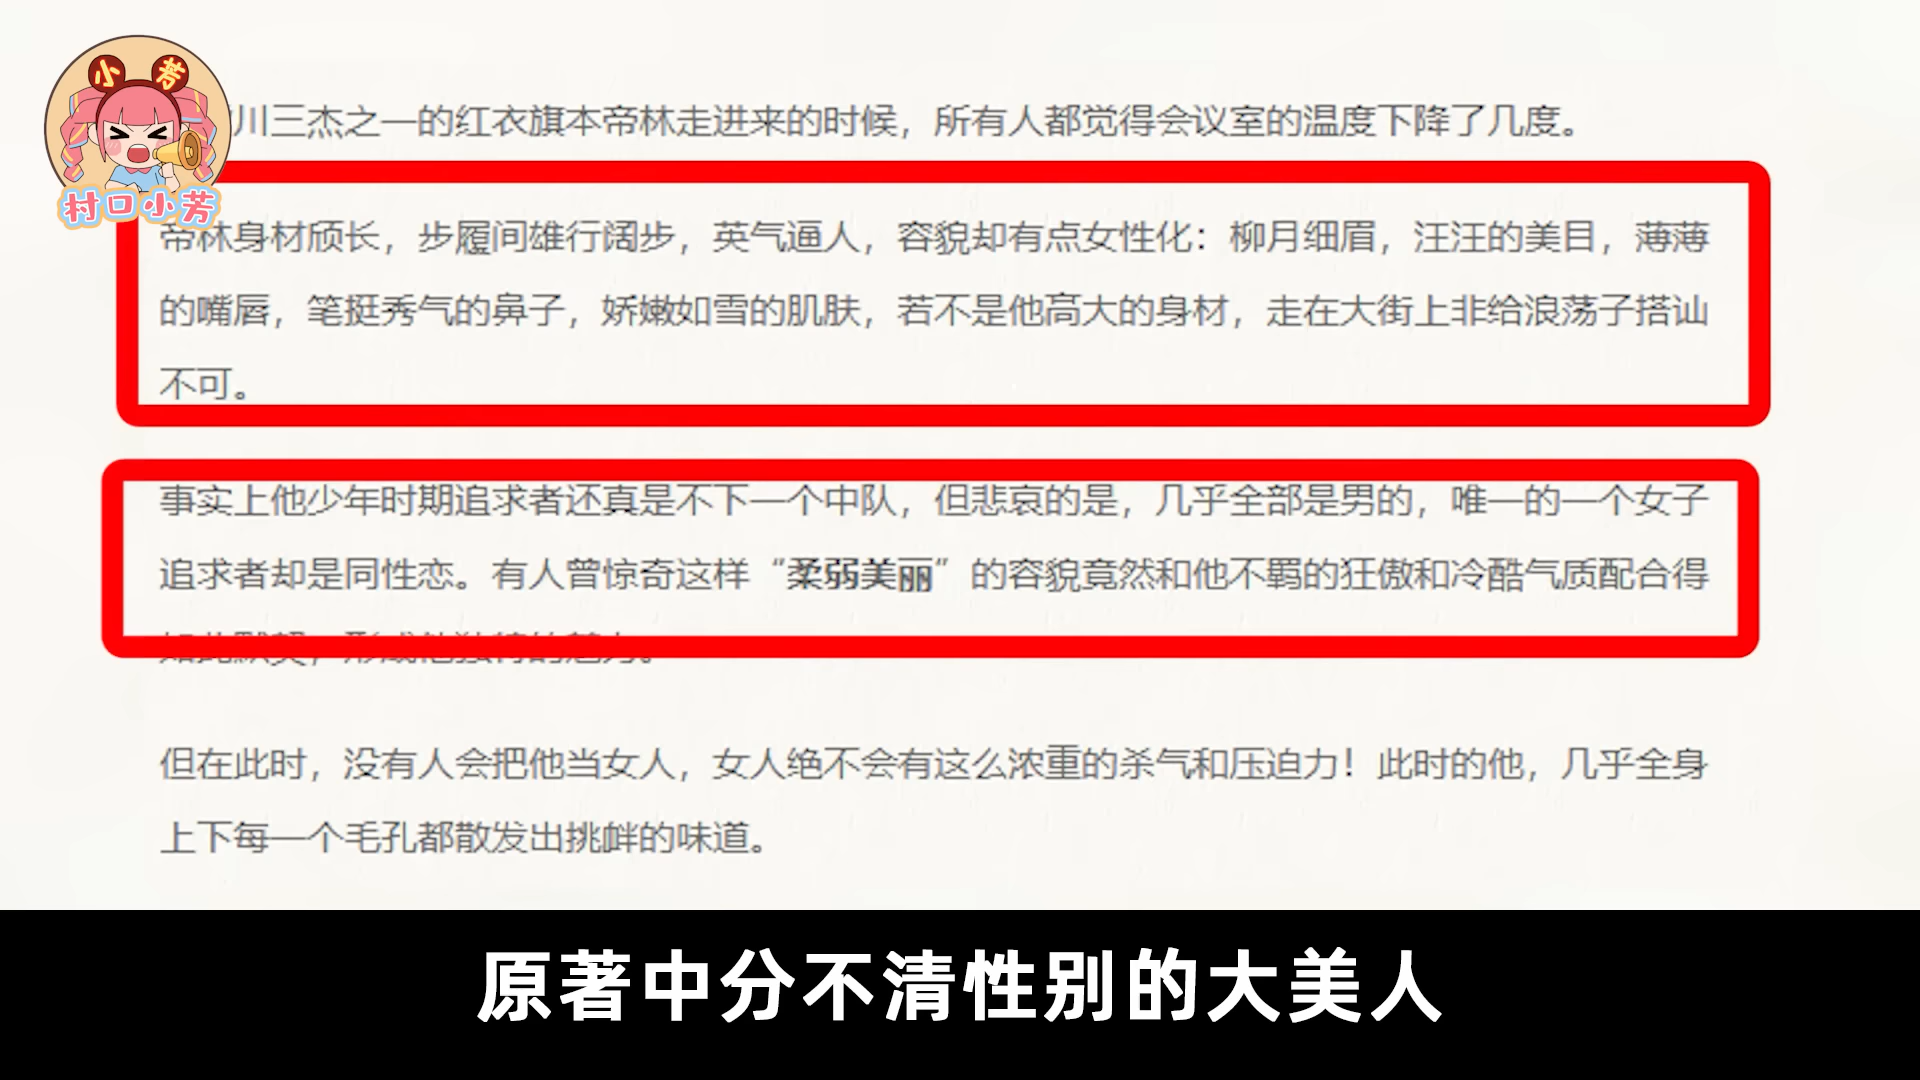 小芳
村口小芳
川三杰之一的红衣旗本帝林走进来的时候，所有人都觉得会议室的温度下降了几度。
帝林身材颀长，步履间雄行阔步，英气逼人，容貌却有点女性化：柳月细眉，汪汪的美目，薄薄
的嘴唇，笔挺秀气的鼻子，娇嫩如雪的肌肤，若不是他高大的身材，走在大街上非给浪荡子搭讪
不可。
事实上他少年时期追求者还真是不下一个中队，但悲哀的是，几乎全部是男的，唯一的一个女子
追求者却是同性恋。有人曾惊奇这样“柔弱美丽”的容貌竟然和他不羁的狂傲和冷酷气质配合得
但在此时，没有人会把他当女人，女人绝不会有这么浓重的杀气和压迫力！此时的他，几乎全身
上下每一个毛孔都散发出挑衅的味道。
原著中分不清性别的大美人